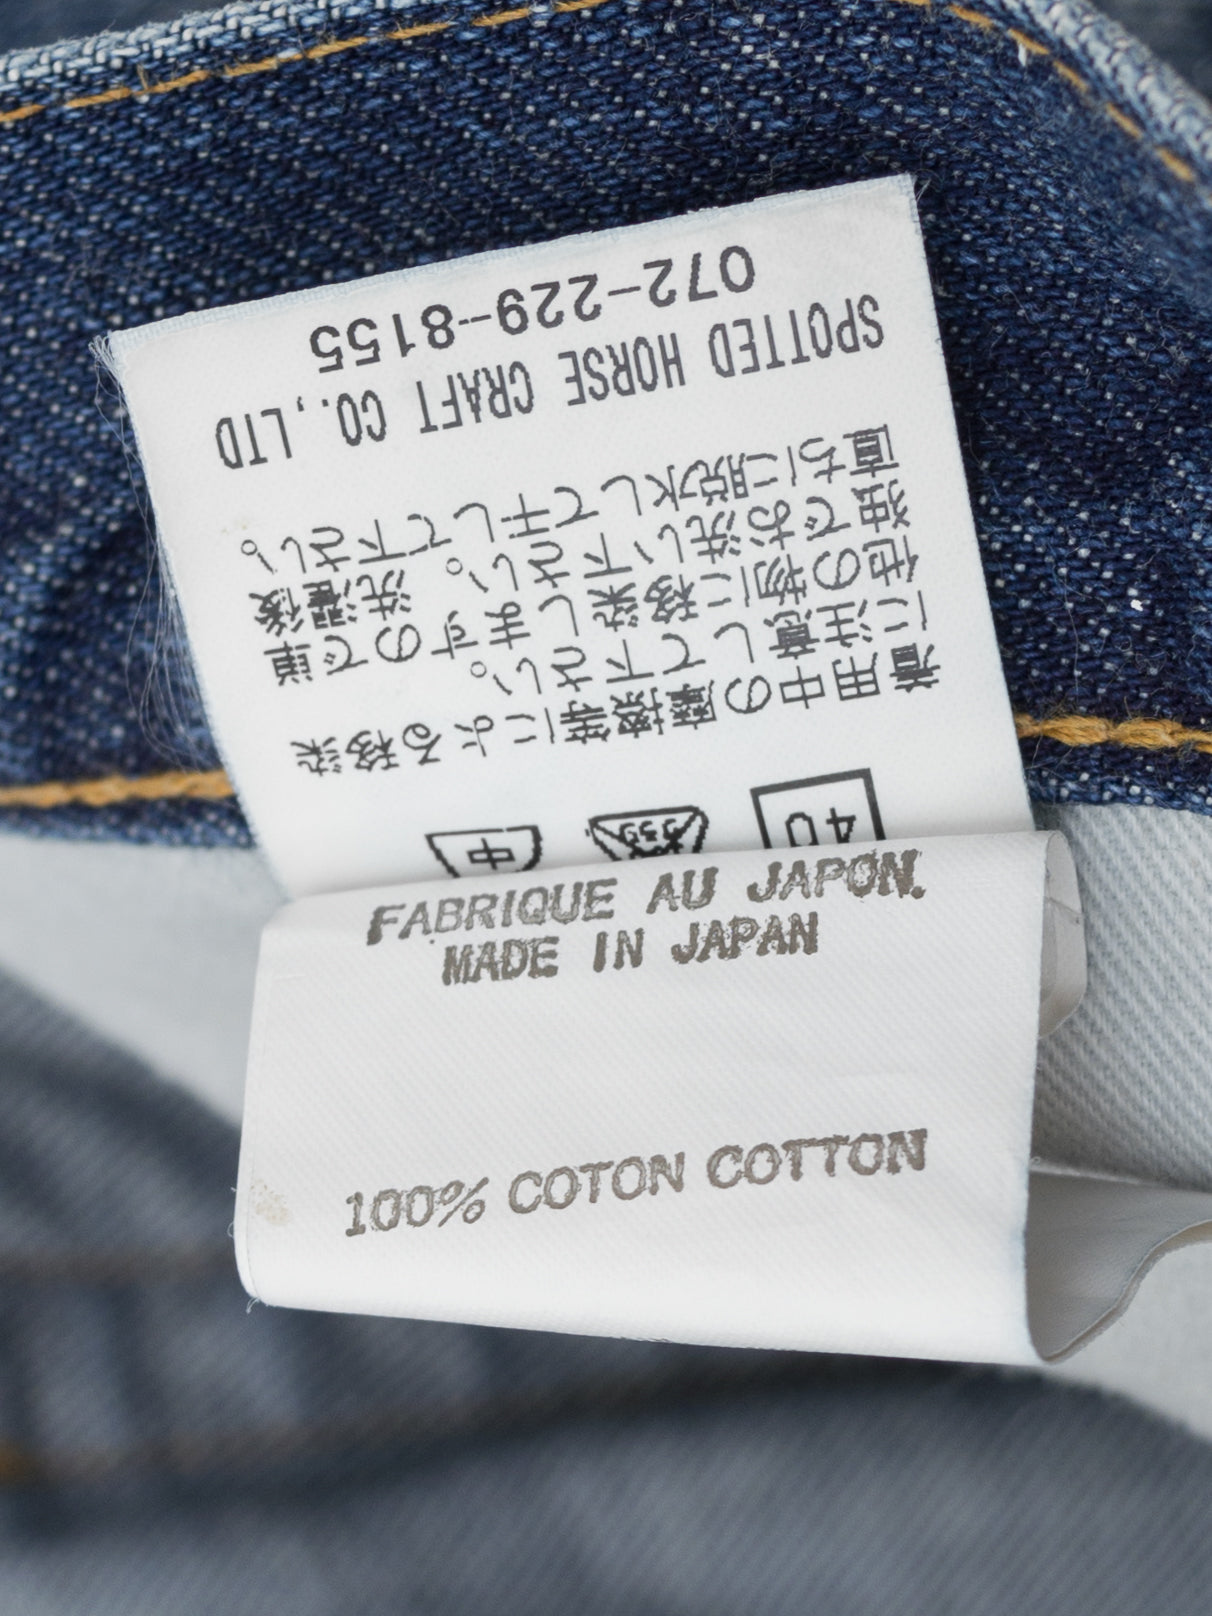 40 中
着用中の摩擦等による移染
に注意して下さい。
他の物に移染しますので単
独でお洗い下さい。洗濯後
直ちに脱水して干して下さい。
SPOTTED HORSE CRAFT CO.,LTD
072-229-8155
FABRIQUE AU JAPON.
MADE IN JAPAN
100% COTON COTTON